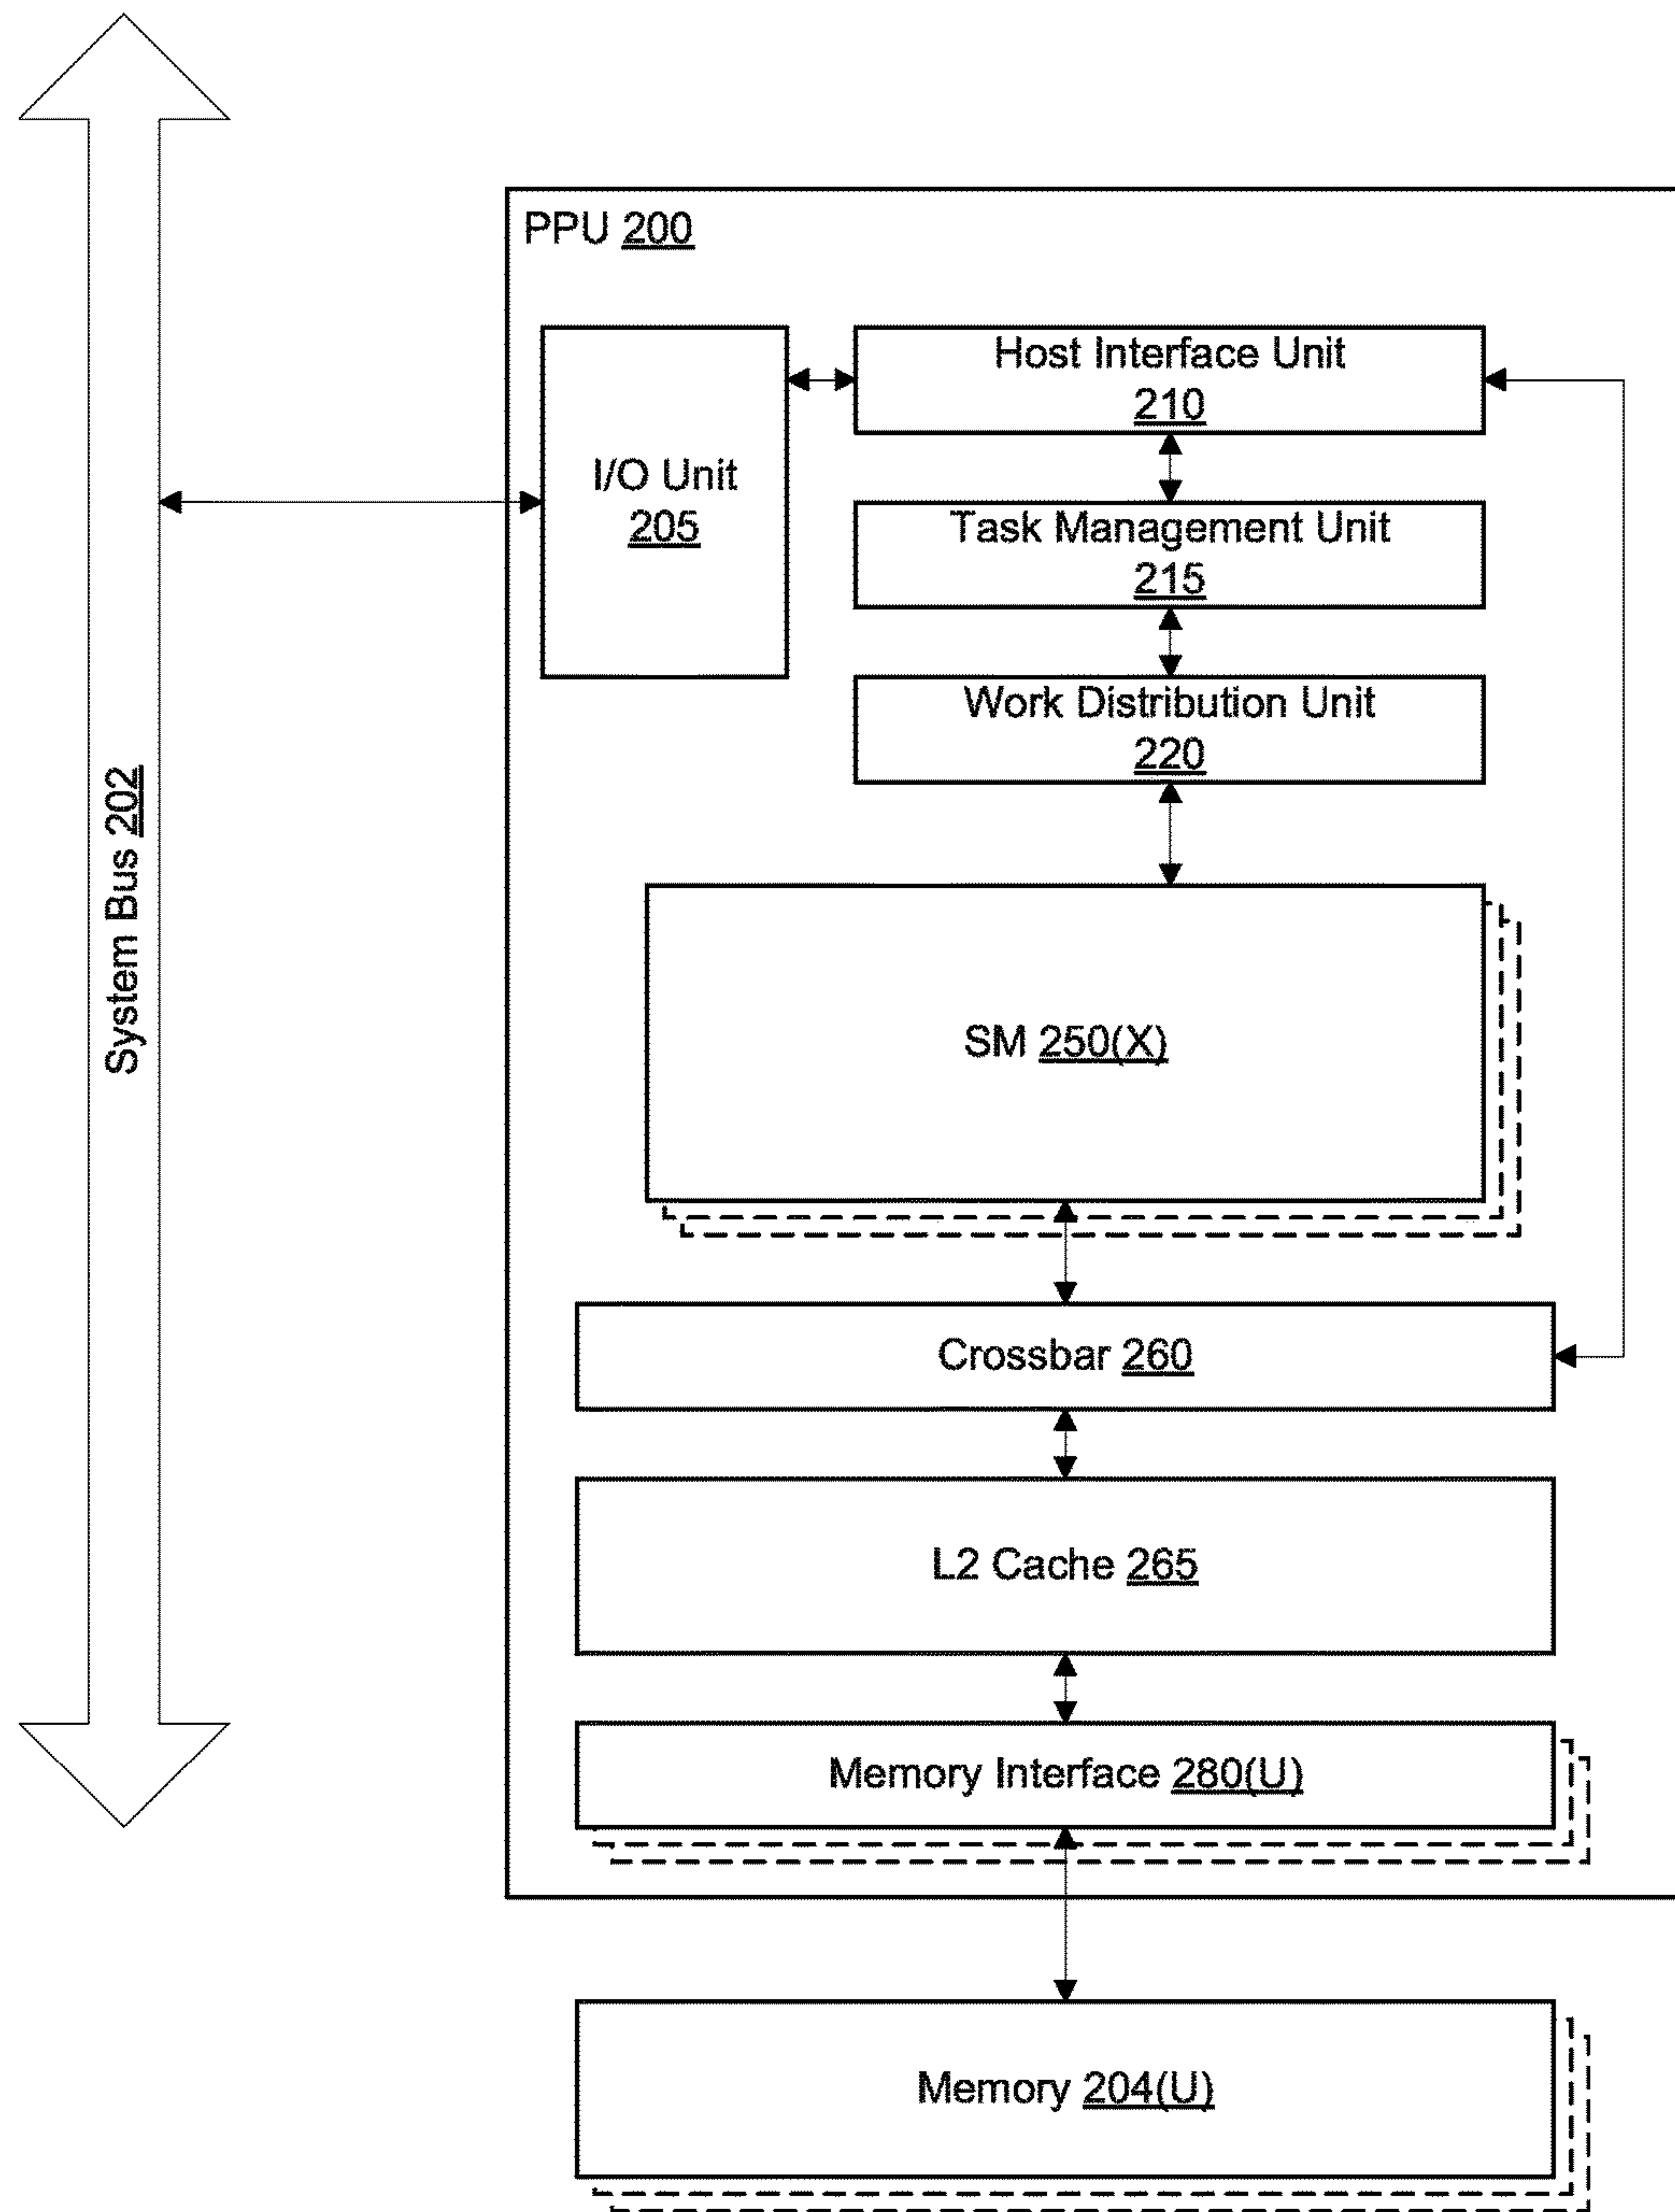 PPU 200
Host Interface Unit
210
I/O Unit
205
Task Management Unit
215
Work Distribution Unit
220
System Bus 202
SM 250(X)
Crossbar 260
L2 Cache 265
Memory Interface 280(U)
Memory 204(U)